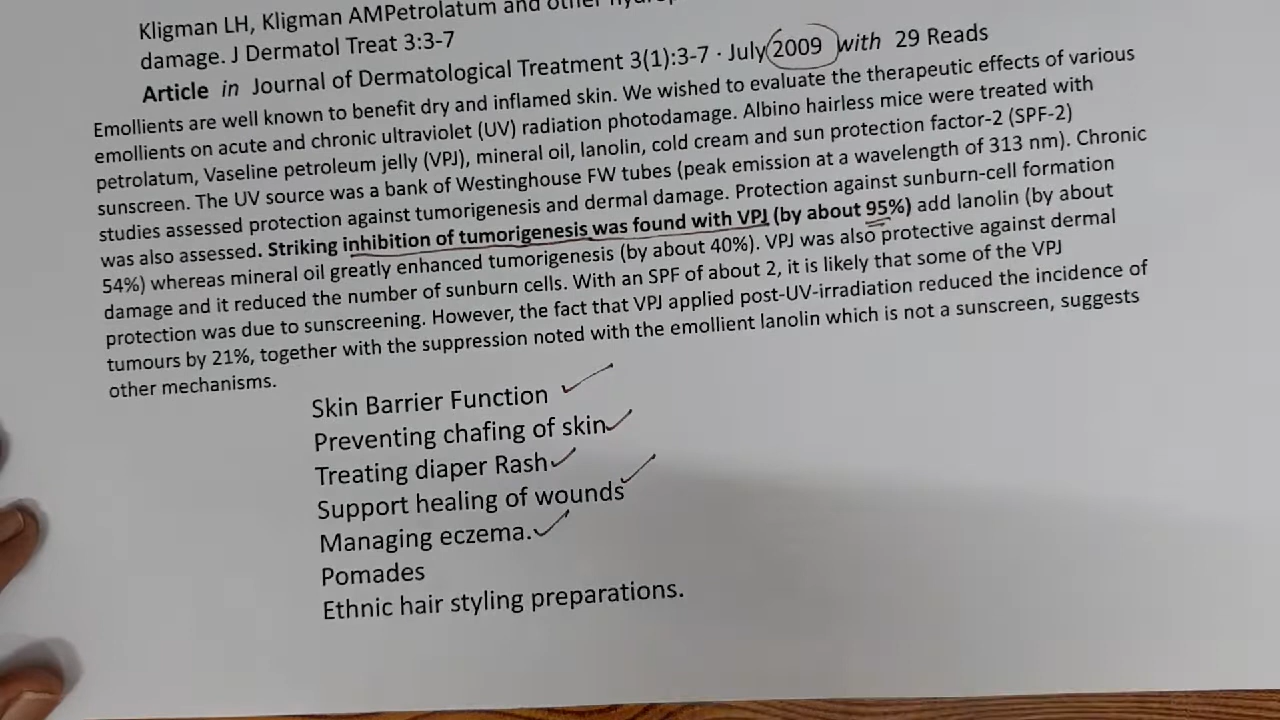 Kligman LH, Kligman AMPetrolatum and other
damage. J Dermatol Treat 3:3-7
Article in Journal of Dermatological Treatment 3(1):3-7 · July 2009 with 29 Reads
Emollients are well known to benefit dry and inflamed skin. We wished to evaluate the therapeutic effects of various
emollients on acute and chronic ultraviolet (UV) radiation photodamage. Albino hairless mice were treated with
petrolatum, Vaseline petroleum jelly (VPJ), mineral oil, lanolin, cold cream and sun protection factor-2 (SPF-2)
sunscreen. The UV source was a bank of Westinghouse FW tubes (peak emission at a wavelength of 313 nm). Chronic
studies assessed protection against tumorigenesis and dermal damage. Protection against sunburn-cell formation
was also assessed. Striking inhibition of tumorigenesis was found with VPJ (by about 95%) add lanolin (by about
54%) whereas mineral oil greatly enhanced tumorigenesis (by about 40%). VPJ was also protective against dermal
damage and it reduced the number of sunburn cells. With an SPF of about 2, it is likely that some of the VPJ
protection was due to sunscreening. However, the fact that VPJ applied post-UV-irradiation reduced the incidence of
tumours by 21%, together with the suppression noted with the emollient lanolin which is not a sunscreen, suggests
other mechanisms.
Skin Barrier Function
Preventing chafing of skin
Treating diaper Rash
Support healing of wounds
Managing eczema.
Pomades
Ethnic hair styling preparations.